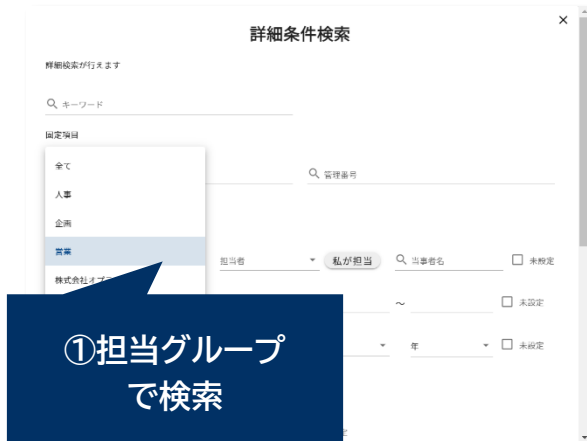 詳細条件検索
×
詳細検索が行えます
キーワード
固定項目
全て
管理番号
人事
企画
営業
担当者 私が担当 当事者名 未設定
株式会社オプ
～ 未設定
年 未設定
①担当グループ
で検索